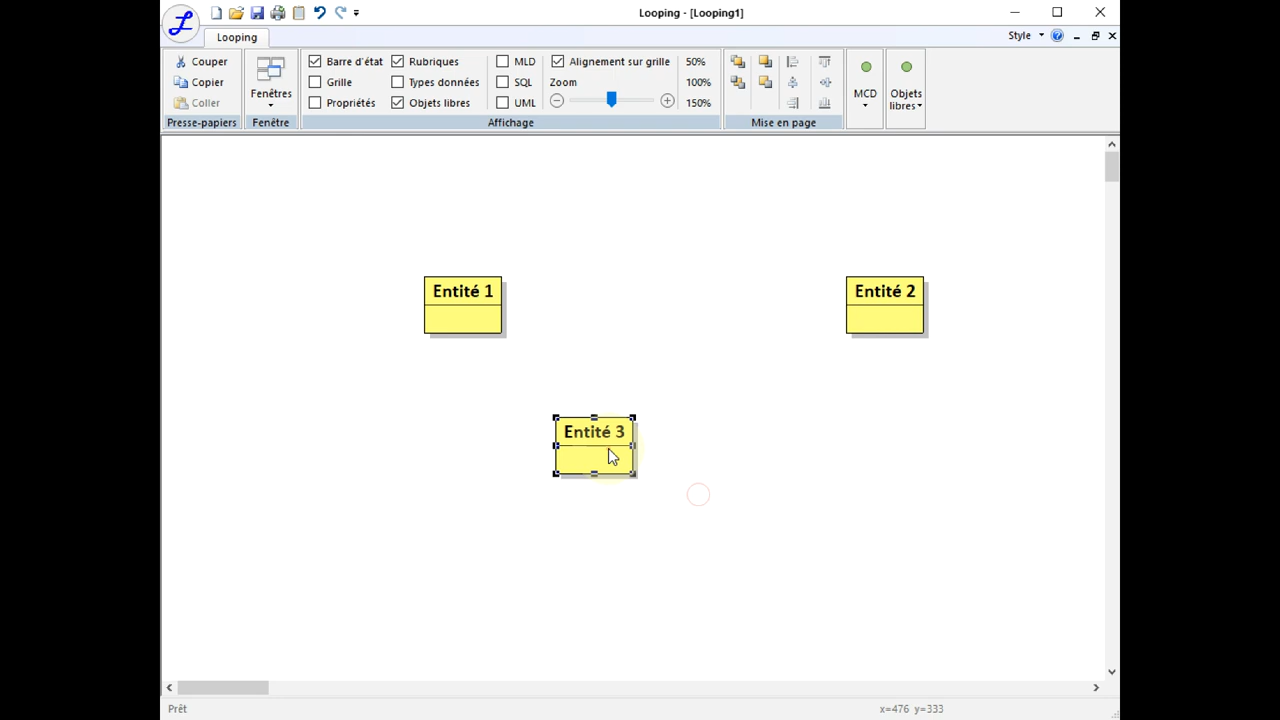 Looping - [Looping1]
Looping
Style
Couper
Copier
Coller
Presse-papiers
Fenêtres
Fenêtre
Barre d'état
Rubriques
MLD
Alignement sur grille
50%
Grille
Types données
SQL
Zoom
100%
Propriétés
Objets libres
UML
150%
Affichage
Mise en page
MCD
Objets
libres
Entité 1
Entité 2
Entité 3
Prêt
x=476 y=333